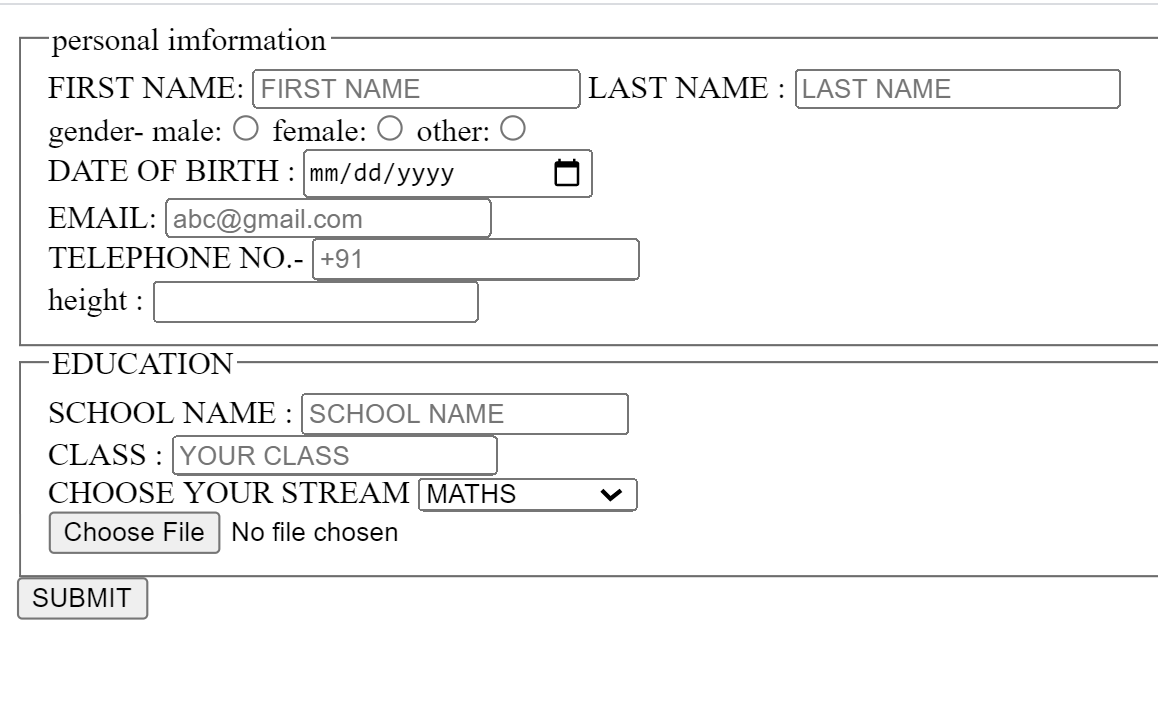 personal imformation
FIRST NAME: FIRST NAME LAST NAME : LAST NAME
gender- male: female: other:
DATE OF BIRTH : mm/dd/yyyy
EMAIL: abc@gmail.com
TELEPHONE NO.- +91
height :
EDUCATION
SCHOOL NAME : SCHOOL NAME
CLASS : YOUR CLASS
CHOOSE YOUR STREAM MATHS
Choose File No file chosen
SUBMIT